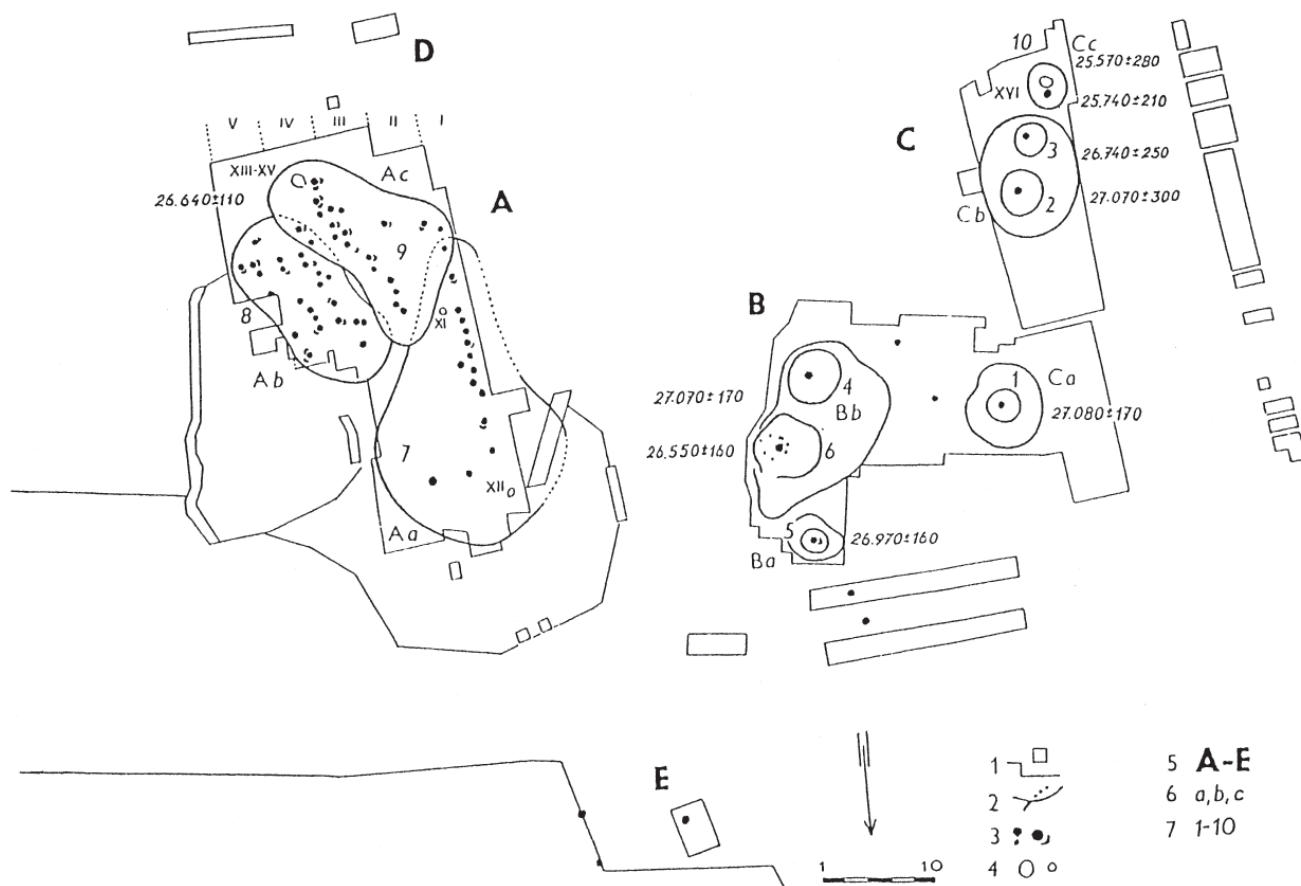 D
10
Cc
25.570±280
XVI
25.740±210
V IV III II I
C
XIII-XV
Ac
3
26.740±250
26.640±110
A
2
27.070±300
Cb
9
B
8
XI
Ab
4
1
Ca
27.070±170
Bb
27.080±170
7
26.550±160
6
XII
Aa
5
26.970±160
Ba
E
1
2
3
4
5 A-E
6 a,b,c
7 1-10
1 10